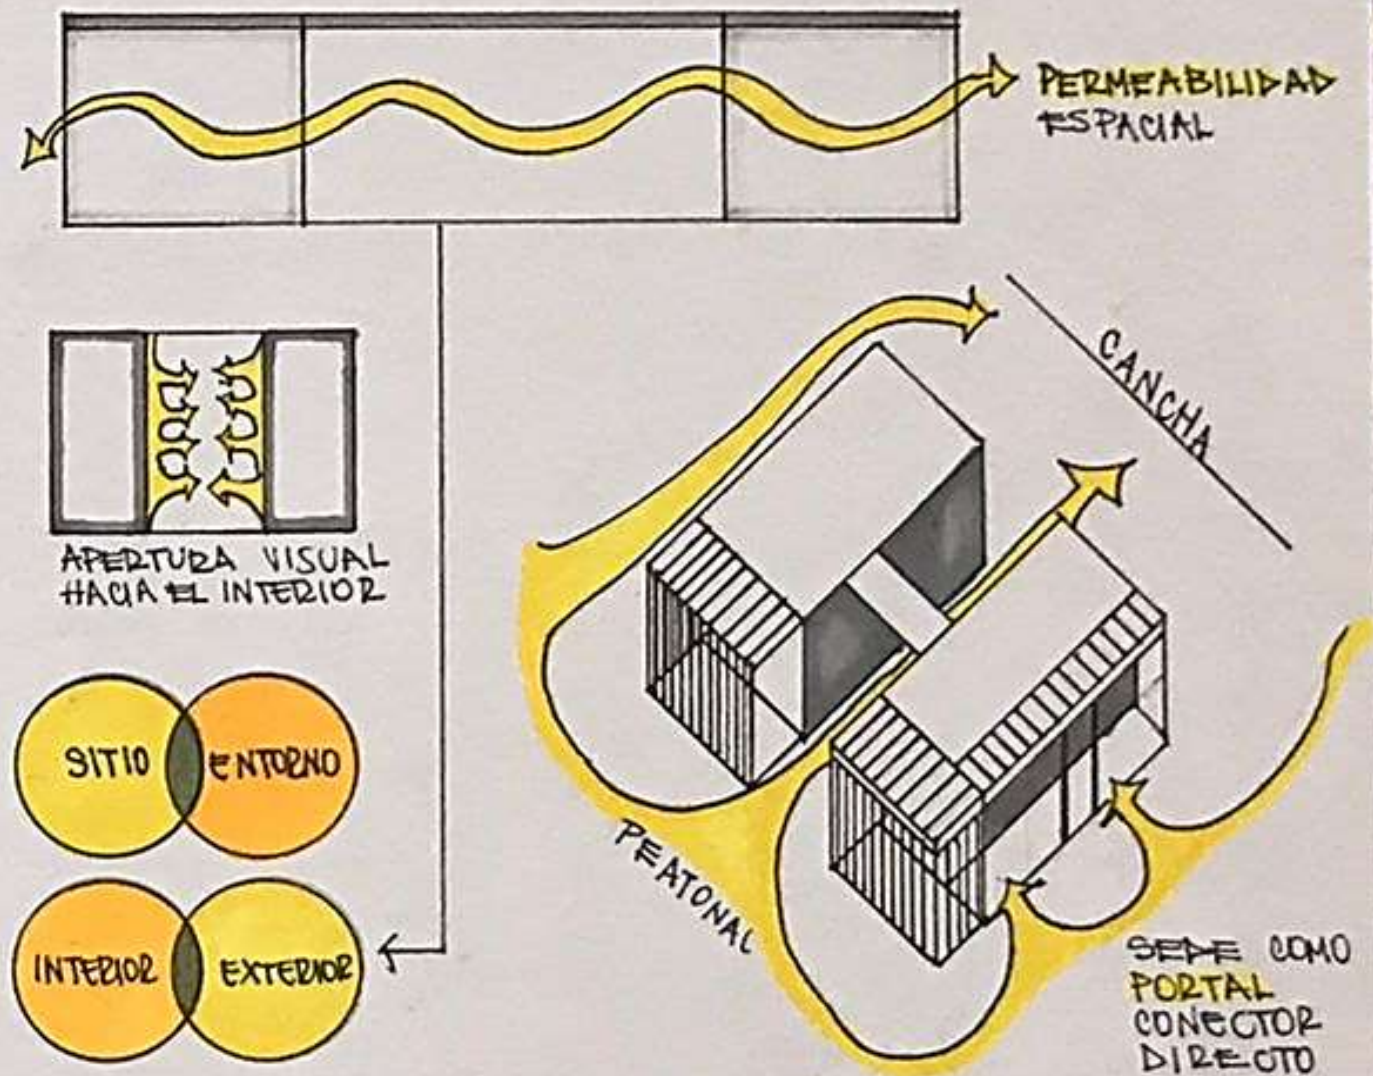 PERMEABILIDAD
ESPACIAL
CANCHA
APERTURA VISUAL
HACIA EL INTERIOR
SITIO
ENTORNO
PEATONAL
INTERIOR
EXTERIOR
SEDE COMO
PORTAL
CONECTOR
DIRECTO